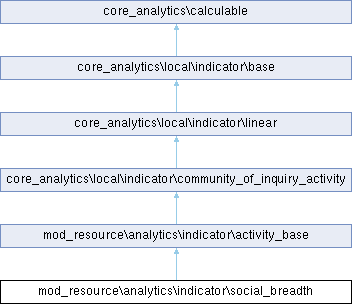 core_analytics\calculable
core_analytics\local\indicator\base
core_analytics\local\indicator\linear
core_analytics\local\indicator\community_of_inquiry_activity
mod_resource\analytics\indicator\activity_base
mod_resource\analytics\indicator\social_breadth